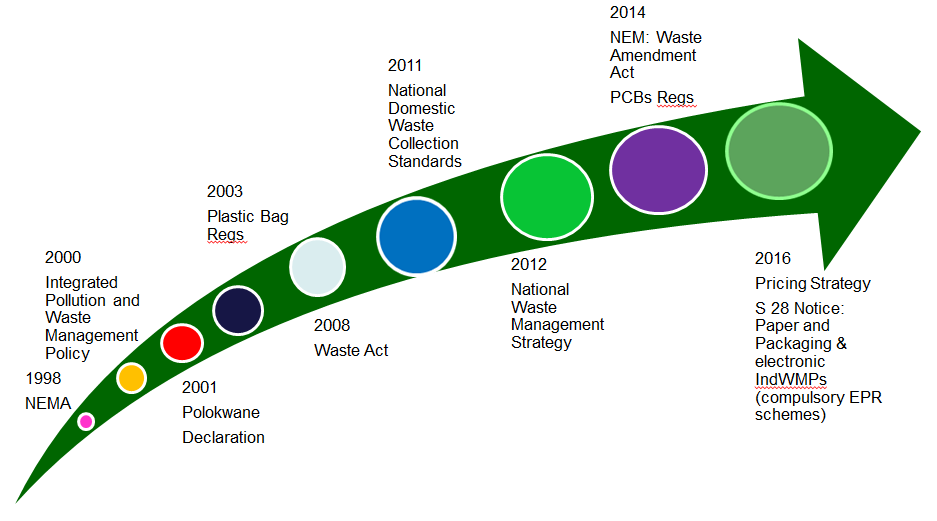 1998
NEMA
2000
Integrated
Pollution and
Waste
Management
Policy
2001
Polokwane
Declaration
2003
Plastic Bag
Regs
2008
Waste Act
2011
National
Domestic
Waste
Collection
Standards
2012
National
Waste
Management
Strategy
2014
NEM: Waste
Amendment
Act
PCBs Regs
2016
Pricing Strategy
S 28 Notice:
Paper and
Packaging &
electronic
IndWMPs
(compulsory EPR
schemes)